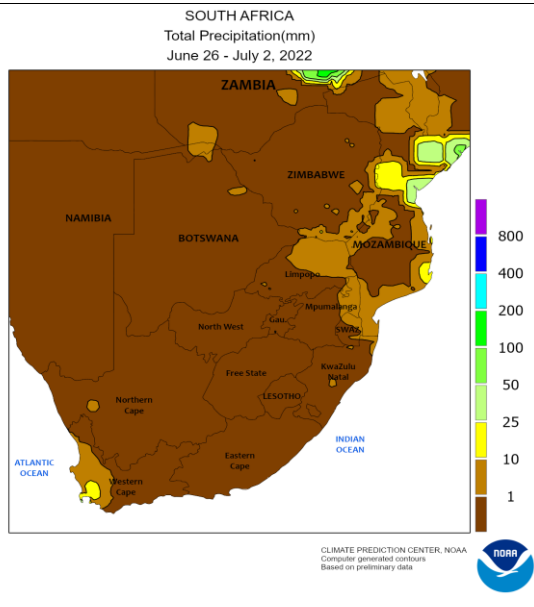 SOUTH AFRICA
Total Precipitation(mm)
June 26 - July 2, 2022
ZAMBIA
ZIMBABWE
NAMIBIA
BOTSWANA
MOZAMBIQUE
Limpopo
Mpumalanga
Gau.
North West
SWAZI
KwaZulu
Natal
Free State
LESOTHO
Northern
Cape
Eastern
Cape
Western
Cape
ATLANTIC
OCEAN
INDIAN
OCEAN
800
400
200
100
50
25
10
1
CLIMATE PREDICTION CENTER, NOAA
Computer generated contours
Based on preliminary data
NOAA